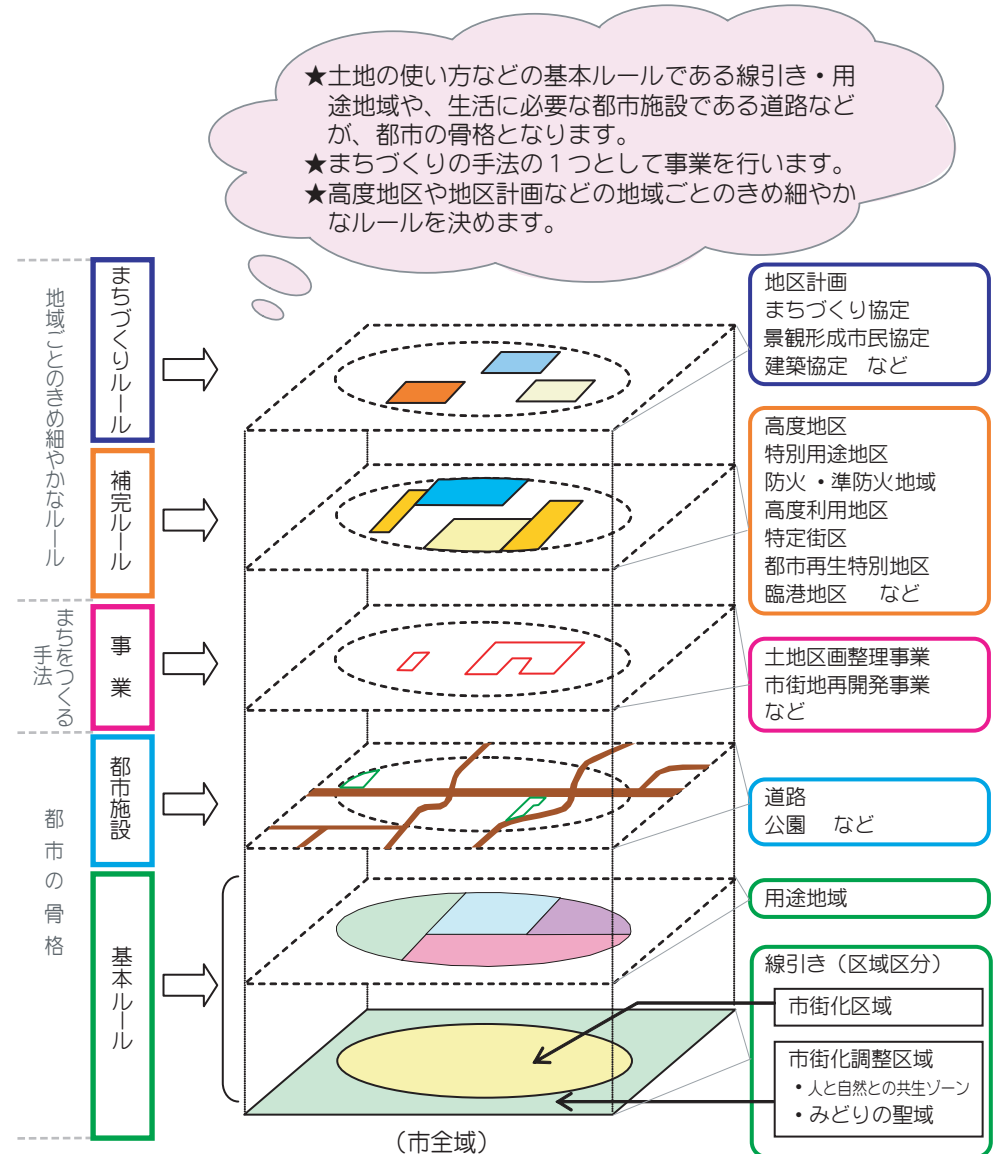 ★土地の使い方などの基本ルールである線引き・用
途地域や、生活に必要な都市施設である道路など
が、都市の骨格となります。
★まちづくりの手法の１つとして事業を行います。
★高度地区や地区計画などの地域ごとのきめ細やか
なルールを決めます。
地域ごとのきめ細やかなルール
まちづくりルール
地区計画
まちづくり協定
景観形成市民協定
建築協定　など
補完ルール
高度地区
特別用途地区
防火・準防火地域
高度利用地区
特定街区
都市再生特別地区
臨港地区　など
まちをつくる
手法
事業
土地区画整理事業
市街地再開発事業
など
都市の骨格
都市施設
道路
公園　など
基本ルール
用途地域
線引き（区域区分）
市街化区域
市街化調整区域
・人と自然との共生ゾーン
・みどりの聖域
（市全域）